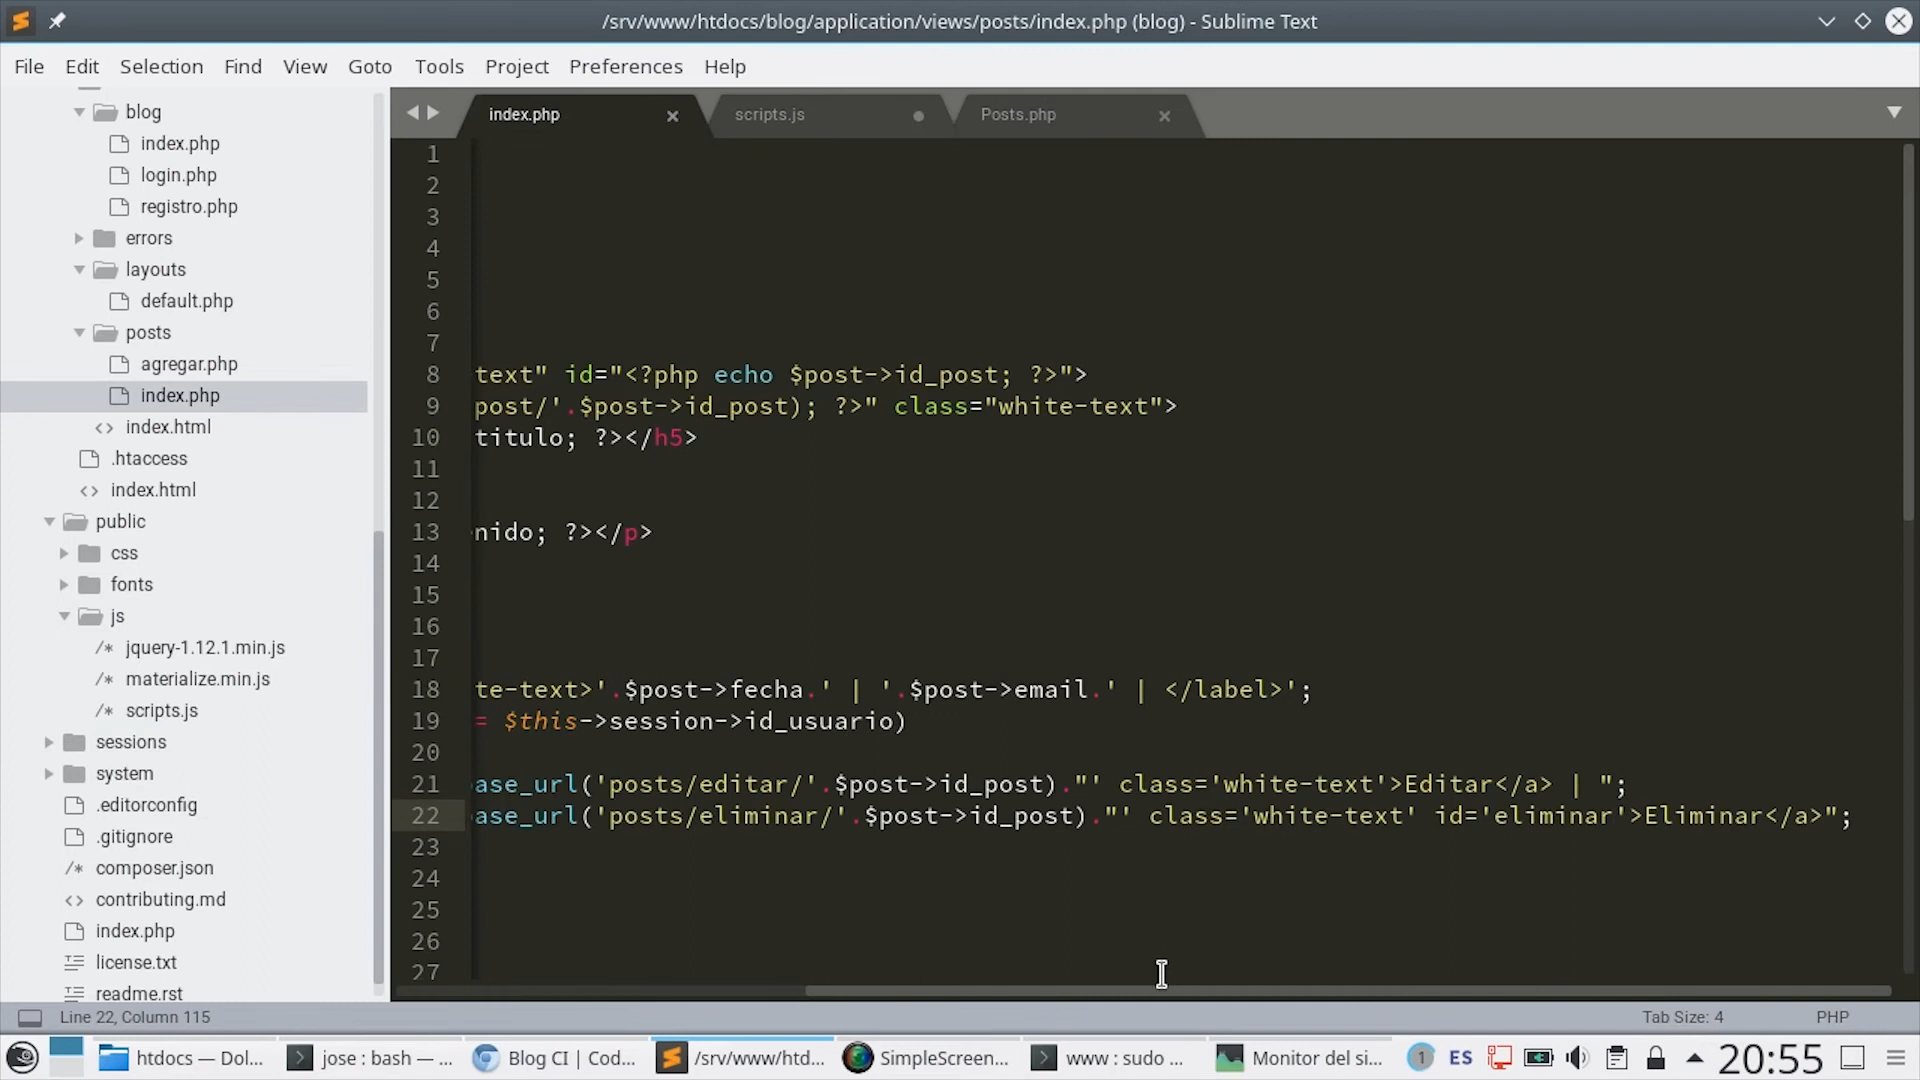 /srv/www/htdocs/blog/application/views/posts/index.php (blog) - Sublime Text
File Edit Selection Find View Goto Tools Project Preferences Help
blog
index.php
login.php
registro.php
errors
layouts
default.php
posts
agregar.php
index.php
index.html
.htaccess
index.html
public
css
fonts
js
jquery-1.12.1.min.js
materialize.min.js
scripts.js
sessions
system
.editorconfig
.gitignore
composer.json
contributing.md
index.php
license.txt
readme.rst
index.php scripts.js Posts.php
1
2
3
4
5
6
7
8 text" id="<?php echo $post->id_post; ?>">
9 post/'.$post->id_post); ?>" class="white-text">
10 titulo; ?></h5>
11
12
13 nido; ?></p>
14
15
16
17
18 te-text>'.$post->fecha.' | '.$post->email.' | </label>';
19 = $this->session->id_usuario)
20
21 ase_url('posts/editar/'.$post->id_post)."' class='white-text'>Editar</a> | ";
22 ase_url('posts/eliminar/'.$post->id_post)."' class='white-text' id='eliminar'>Eliminar</a>";
23
24
25
26
27
Line 22, Column 115 Tab Size: 4 PHP
htdocs — Dol... jose : bash — ... Blog CI | Cod... /srv/www/htd... SimpleScreen... www : sudo ... Monitor del si... 1 ES 20:55